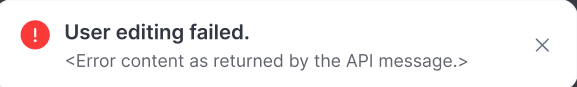 User editing failed.
<Error content as returned by the API message.>